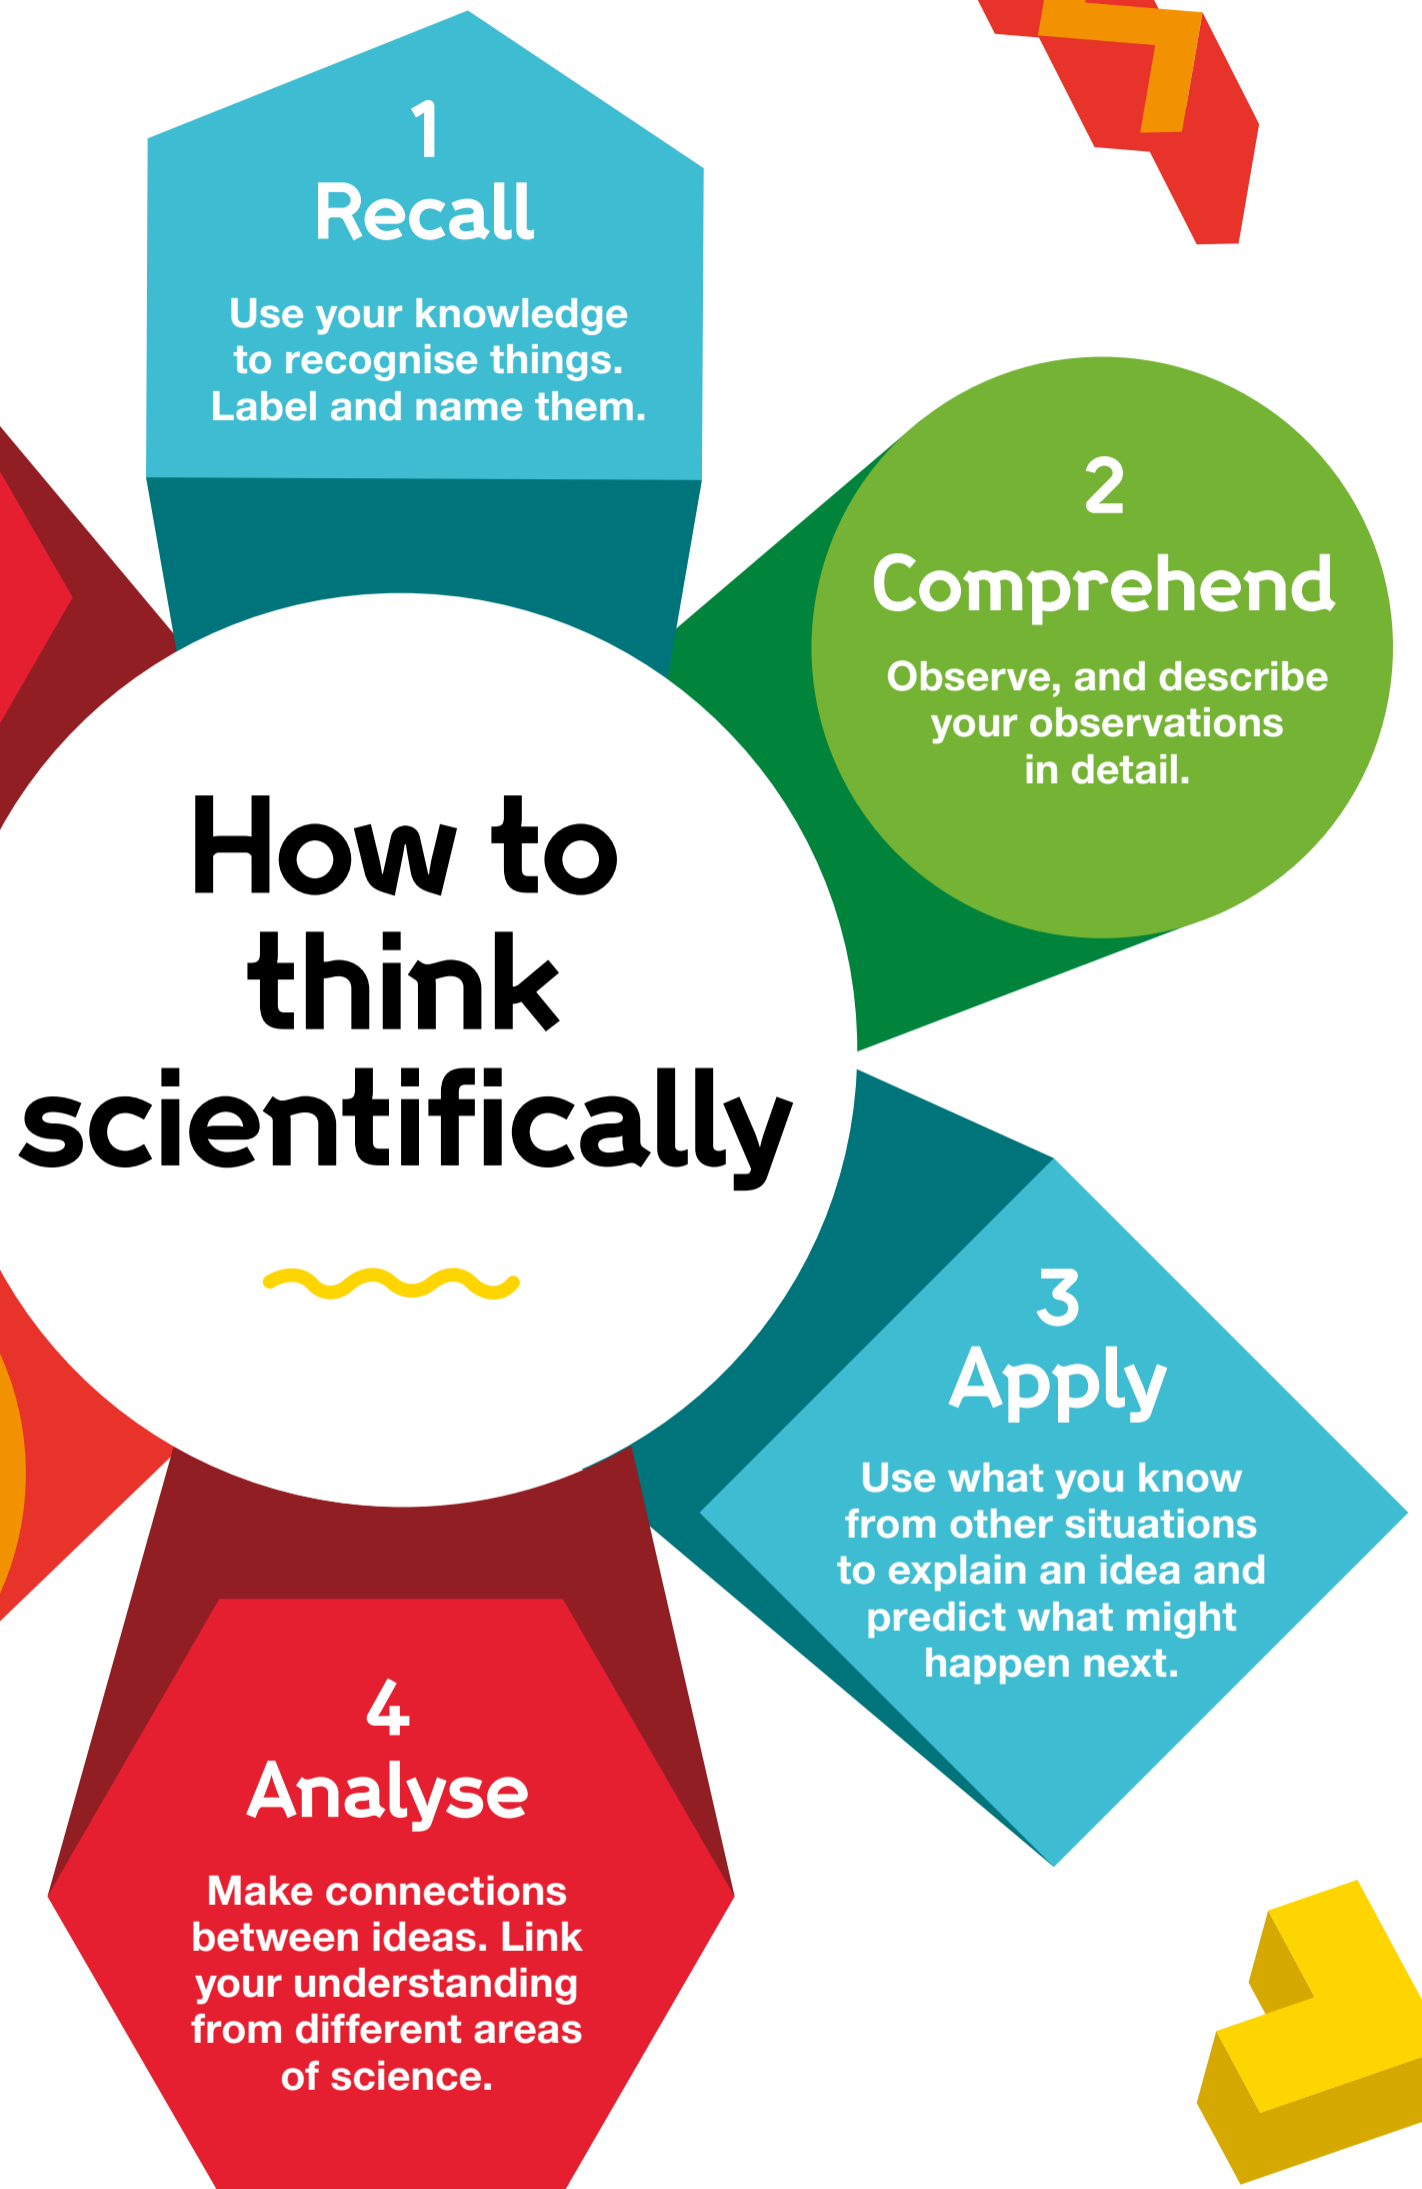 1
Recall
Use your knowledge
to recognise things.
Label and name them.
2
Comprehend
Observe, and describe
your observations
in detail.
How to
think
scientifically
3
Apply
Use what you know
from other situations
to explain an idea and
predict what might
happen next.
4
Analyse
Make connections
between ideas. Link
your understanding
from different areas
of science.